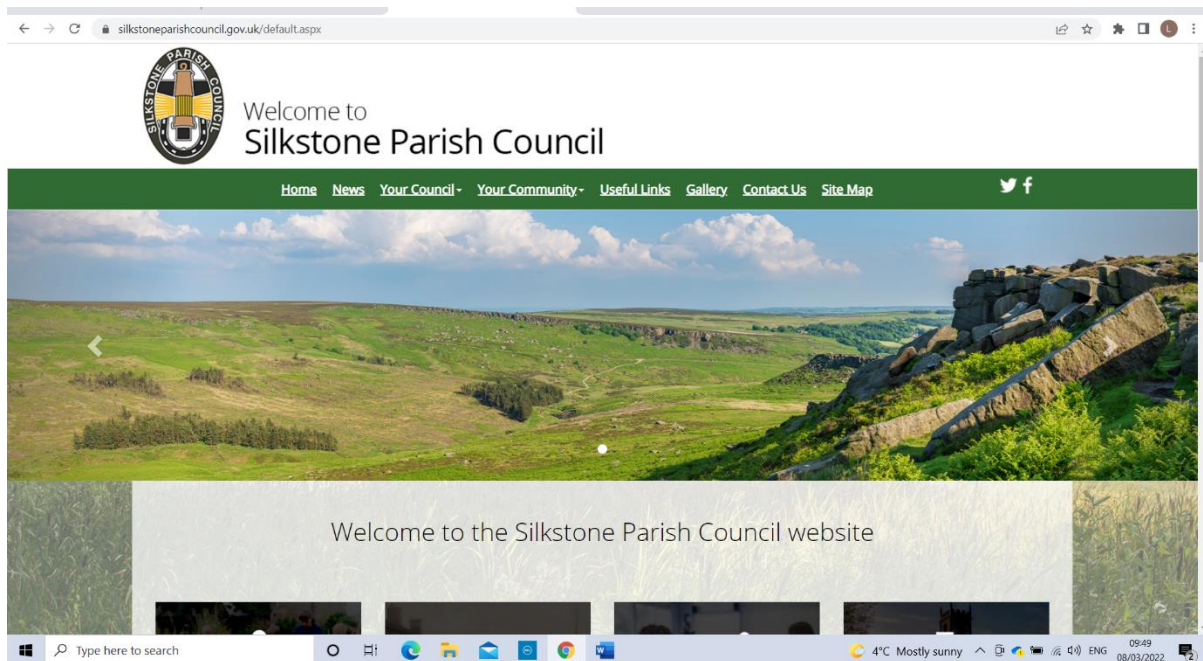 silkstoneparishcouncil.gov.uk/default.aspx
L
SILKSTONE PARISH COUNCIL
Welcome to
Silkstone Parish Council
Home News Your Council Your Community Useful Links Gallery Contact Us Site Map
Welcome to the Silkstone Parish Council website
Type here to search
4°C Mostly sunny ENG 09:49
08/03/2022
2